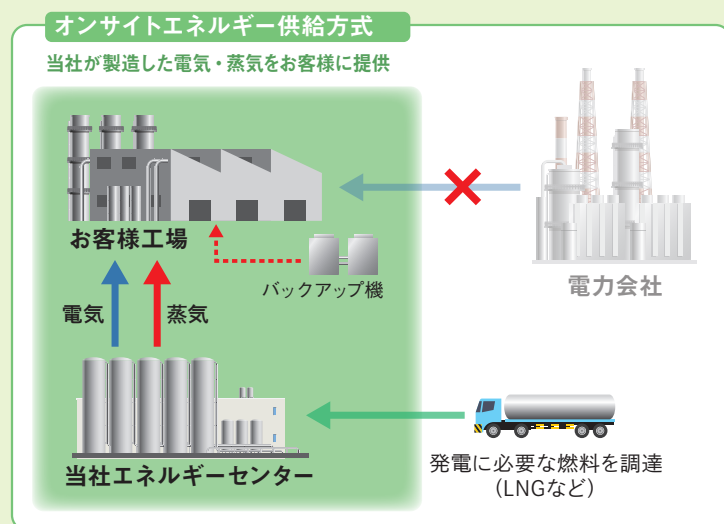 オンサイトエネルギー供給方式
当社が製造した電気・蒸気をお客様に提供
お客様工場
バックアップ機
電力会社
電気
蒸気
当社エネルギーセンター
発電に必要な燃料を調達
(LNGなど)